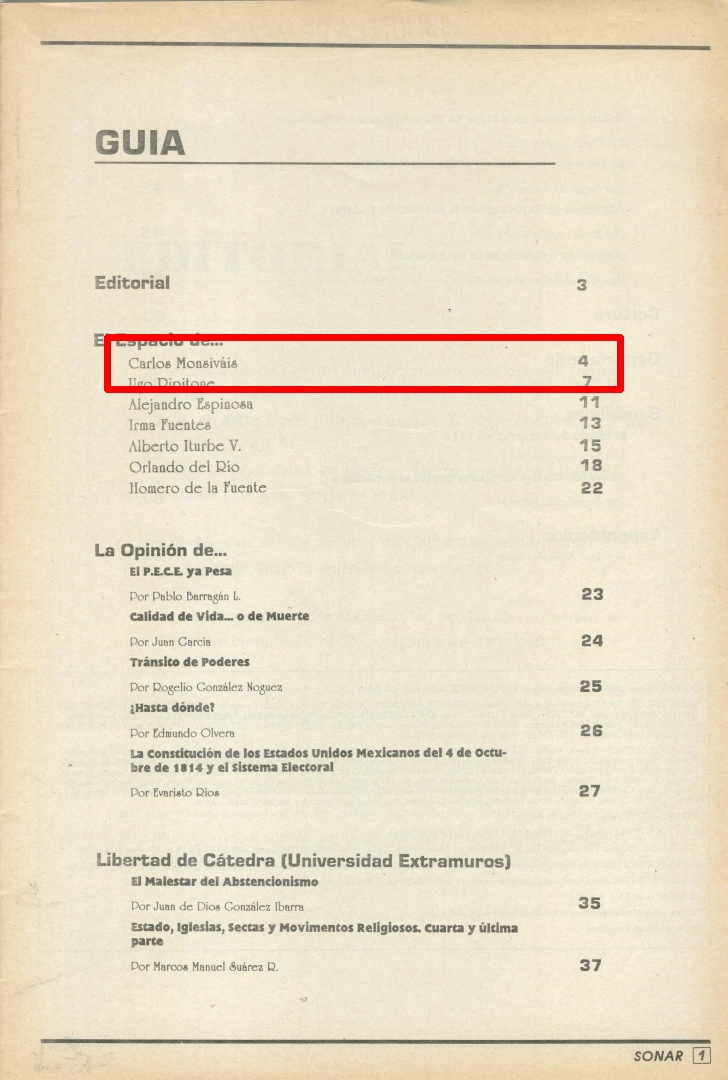 GUIA
Editorial 3
El Espacio de...
Carlos Monsiváis 4
Ugo Pipitone 7
Alejandro Espinosa 11
Irma Fuentes 13
Alberto Iturbe V. 15
Orlando del Río 18
Homero de la Fuente 22
La Opinión de...
El P.E.C.E. ya Pesa
Por Pablo Barragán L. 23
Calidad de Vida... o de Muerte
Por Juan Garcia 24
Tránsito de Poderes
Por Rogelio González Noguez 25
¿Hasta dónde?
Por Edmundo Olvera 26
La Constitución de los Estados Unidos Mexicanos del 4 de Octu-
bre de 1814 y el Sistema Electoral
Por Evaristo Rios 27
Libertad de Cátedra (Universidad Extramuros)
El Malestar del Abstencionismo
Por Juan de Dios González Ibarra 35
Estado, Iglesias, Sectas y Movimentos Religiosos. Cuarta y última
parte
Por Marcos Manuel Suárez R. 37
SONAR 1